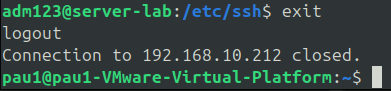 adm123@server-lab:/etc/ssh$ exit
logout
Connection to 192.168.10.212 closed.
pau1@pau1-VMware-Virtual-Platform:~$